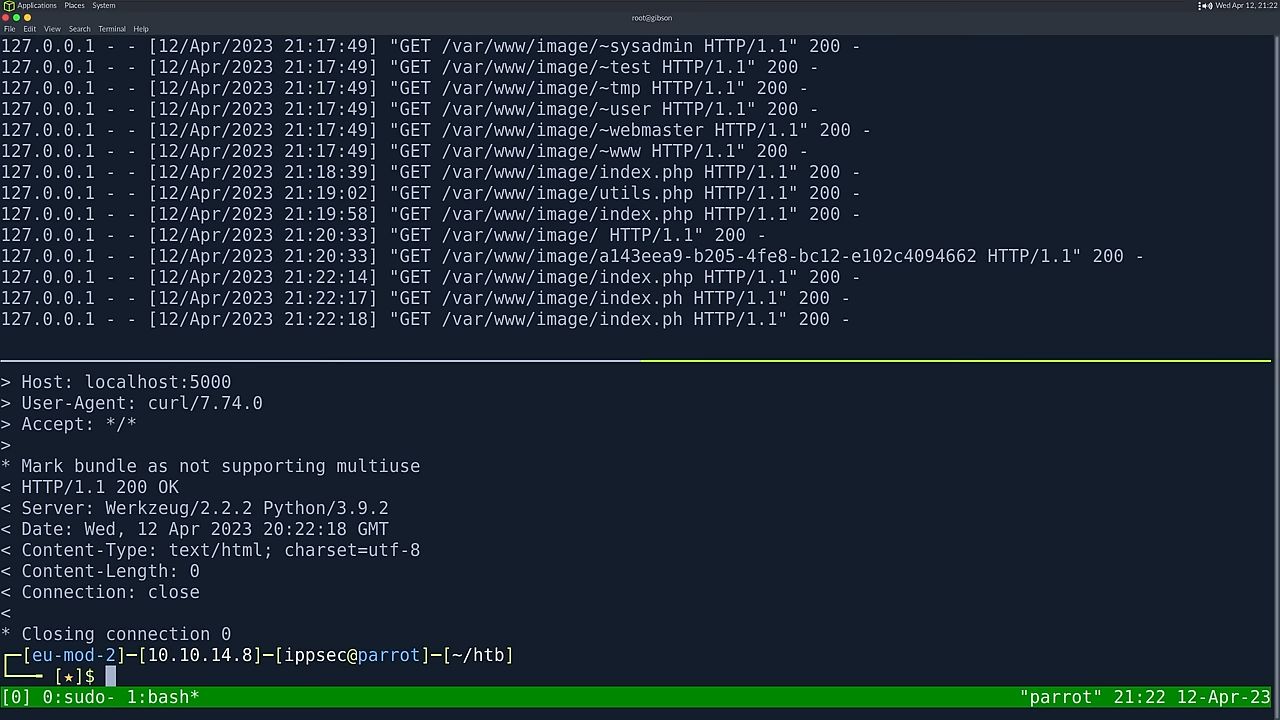 Applications Places System Wed Apr 12, 21:22
root@gibson
File Edit View Search Terminal Help
127.0.0.1 - - [12/Apr/2023 21:17:49] "GET /var/www/image/~sysadmin HTTP/1.1" 200 -
127.0.0.1 - - [12/Apr/2023 21:17:49] "GET /var/www/image/~test HTTP/1.1" 200 -
127.0.0.1 - - [12/Apr/2023 21:17:49] "GET /var/www/image/~tmp HTTP/1.1" 200 -
127.0.0.1 - - [12/Apr/2023 21:17:49] "GET /var/www/image/~user HTTP/1.1" 200 -
127.0.0.1 - - [12/Apr/2023 21:17:49] "GET /var/www/image/~webmaster HTTP/1.1" 200 -
127.0.0.1 - - [12/Apr/2023 21:17:49] "GET /var/www/image/~www HTTP/1.1" 200 -
127.0.0.1 - - [12/Apr/2023 21:18:39] "GET /var/www/image/index.php HTTP/1.1" 200 -
127.0.0.1 - - [12/Apr/2023 21:19:02] "GET /var/www/image/utils.php HTTP/1.1" 200 -
127.0.0.1 - - [12/Apr/2023 21:19:58] "GET /var/www/image/index.php HTTP/1.1" 200 -
127.0.0.1 - - [12/Apr/2023 21:20:33] "GET /var/www/image/ HTTP/1.1" 200 -
127.0.0.1 - - [12/Apr/2023 21:20:33] "GET /var/www/image/a143eea9-b205-4fe8-bc12-e102c4094662 HTTP/1.1" 200 -
127.0.0.1 - - [12/Apr/2023 21:22:14] "GET /var/www/image/index.php HTTP/1.1" 200 -
127.0.0.1 - - [12/Apr/2023 21:22:17] "GET /var/www/image/index.ph HTTP/1.1" 200 -
127.0.0.1 - - [12/Apr/2023 21:22:18] "GET /var/www/image/index.ph HTTP/1.1" 200 -
> Host: localhost:5000
> User-Agent: curl/7.74.0
> Accept: */*
>
* Mark bundle as not supporting multiuse
< HTTP/1.1 200 OK
< Server: Werkzeug/2.2.2 Python/3.9.2
< Date: Wed, 12 Apr 2023 20:22:18 GMT
< Content-Type: text/html; charset=utf-8
< Content-Length: 0
< Connection: close
<
* Closing connection 0
┌─[eu-mod-2]─[10.10.14.8]─[ippsec@parrot]─[~/htb]
└──╼ [★]$
[0] 0:sudo- 1:bash* "parrot" 21:22 12-Apr-23